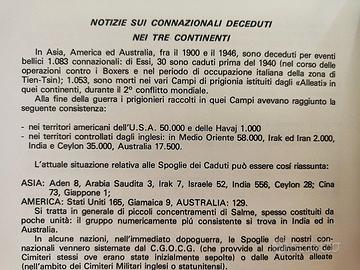 NOTIZIE SUI CONNAZIONALI DECEDUTI
NEI TRE CONTINENTI
In Asia, America ed Australia, fra il 1900 e il 1946, sono deceduti per eventi
bellici 1.083 connazionali: di Essi, 30 sono caduti prima del 1940 (nel corso delle
operazioni contro i Boxers e nel periodo di occupazione italiana della zona di
Tien-Tsin); 1.053, sono morti nei vari Campi di prigionia istituiti dagli «Alleati» in
quei continenti, durante il 2º conflitto mondiale.
Alla fine della guerra i prigionieri raccolti in quei Campi avevano raggiunto la
seguente consistenza:
- nei territori americani dell'U.S.A. 50.000 e delle Havaj 1.000
- nei territori controllati dagli inglesi: in Medio Oriente 58.000, Irak ed Iran 2.000,
India e Ceylon 35.000, Australia 17.500.
L'attuale situazione relativa alle Spoglie dei Caduti può essere così riassunta:
ASIA: Aden 8, Arabia Saudita 3, Irak 7, Israele 52, India 556, Ceylon 28; Cina
73, Giappone 1;
AMERICA: Stati Uniti 165, Giamaica 9, AUSTRALIA: 129.
Si tratta in generale di piccoli concentramenti di Salme, spesso costituti da
poche unità: il gruppo numericamente più consistente si trova in India ed in
Australia.
In alcune nazioni, nell'immediato dopoguerra, le Spoglie dei nostri con-
nazionali vennero sistemate dal C.G.O.C.G. (che provvide al riordinamento dei
Cimiteri stessi ove erano state inizialmente sepolte) o dalle Autorità alleate
(nell'ambito dei Cimiteri Militari inglesi o statunitensi).